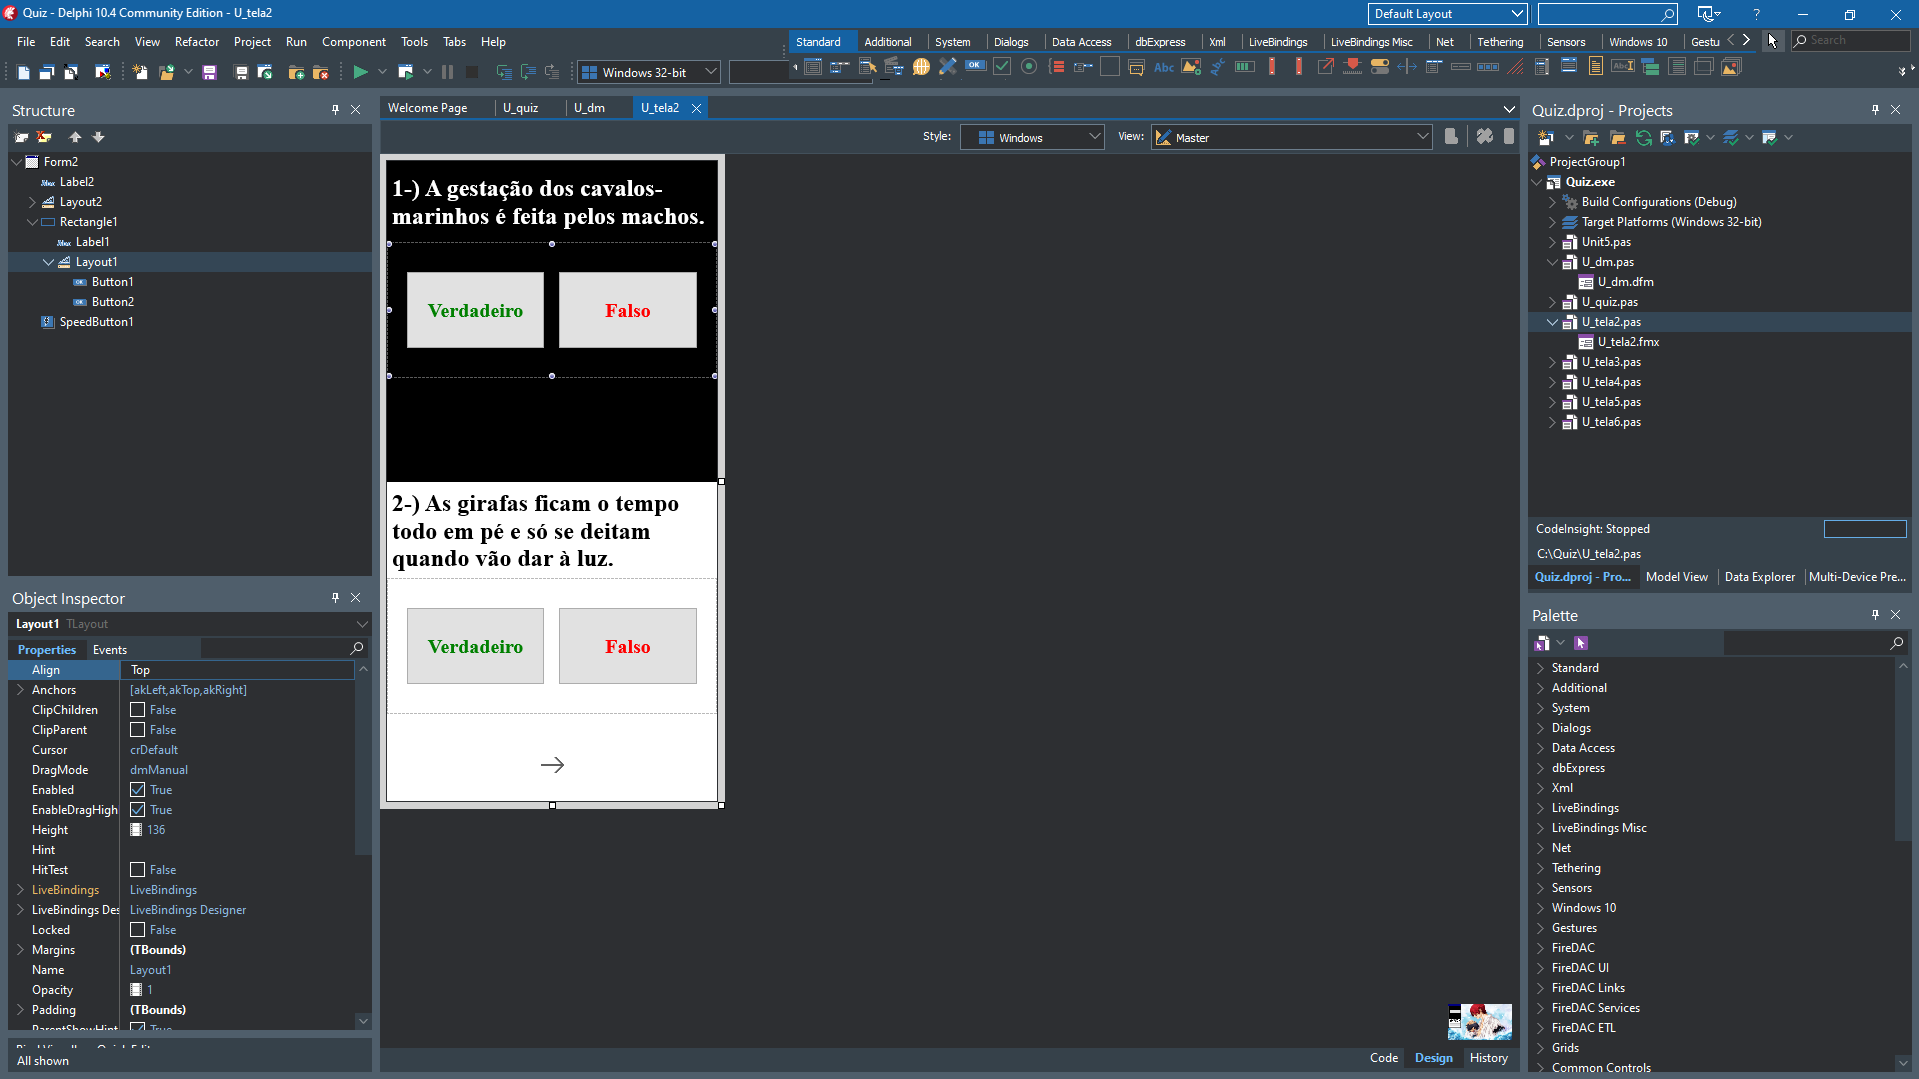 Quiz - Delphi 10.4 Community Edition - U_tela2
Default Layout
File Edit Search View Refactor Project Run Component Tools Tabs Help
Standard Additional System Dialogs Data Access dbExpress Xml LiveBindings LiveBindings Misc Net Tethering Sensors Windows 10 Gestu
Search
Windows 32-bit
Structure
Form2
Label2
Layout2
Rectangle1
Label1
Layout1
Button1
Button2
SpeedButton1
Object Inspector
Layout1 TLayout
Properties Events
Align Top
Anchors [akLeft,akTop,akRight]
ClipChildren False
ClipParent False
Cursor crDefault
DragMode dmManual
Enabled True
EnableDragHigh True
Height 136
Hint
HitTest False
LiveBindings LiveBindings
LiveBindings Des LiveBindings Designer
Locked False
Margins (TBounds)
Name Layout1
Opacity 1
Padding (TBounds)
ParentShowHint True
All shown
Welcome Page U_quiz U_dm U_tela2
Style: Windows View: Master
1-) A gestação dos cavalos-
marinhos é feita pelos machos.
Verdadeiro Falso
2-) As girafas ficam o tempo
todo em pé e só se deitam
quando vão dar à luz.
Verdadeiro Falso
Code Design History
Quiz.dproj - Projects
ProjectGroup1
Quiz.exe
Build Configurations (Debug)
Target Platforms (Windows 32-bit)
Unit5.pas
U_dm.pas
U_dm.dfm
U_quiz.pas
U_tela2.pas
U_tela2.fmx
U_tela3.pas
U_tela4.pas
U_tela5.pas
U_tela6.pas
CodeInsight: Stopped
C:\Quiz\U_tela2.pas
Quiz.dproj - Pro... Model View Data Explorer Multi-Device Pre...
Palette
Standard
Additional
System
Dialogs
Data Access
dbExpress
Xml
LiveBindings
LiveBindings Misc
Net
Tethering
Sensors
Windows 10
Gestures
FireDAC
FireDAC UI
FireDAC Links
FireDAC Services
FireDAC ETL
Grids
Common Controls